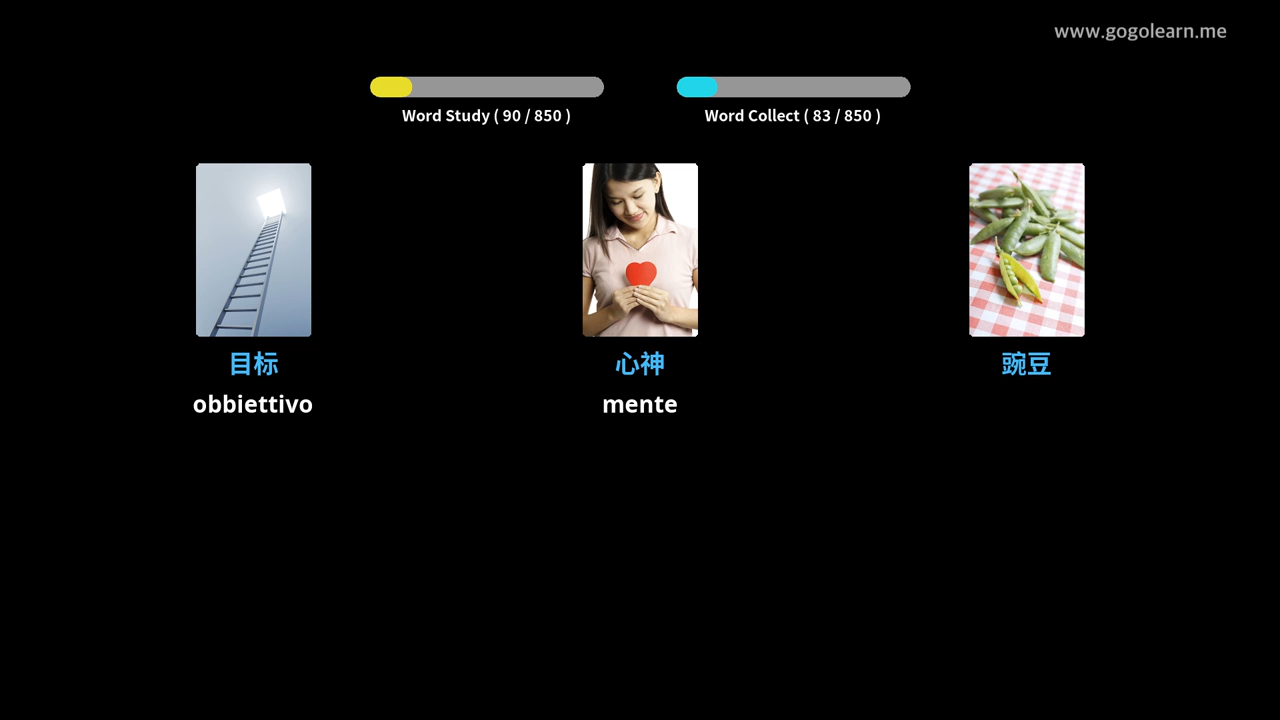 www.gogolearn.me
Word Study ( 90 / 850 )
Word Collect ( 83 / 850 )
目标
心神
豌豆
obbiettivo
mente